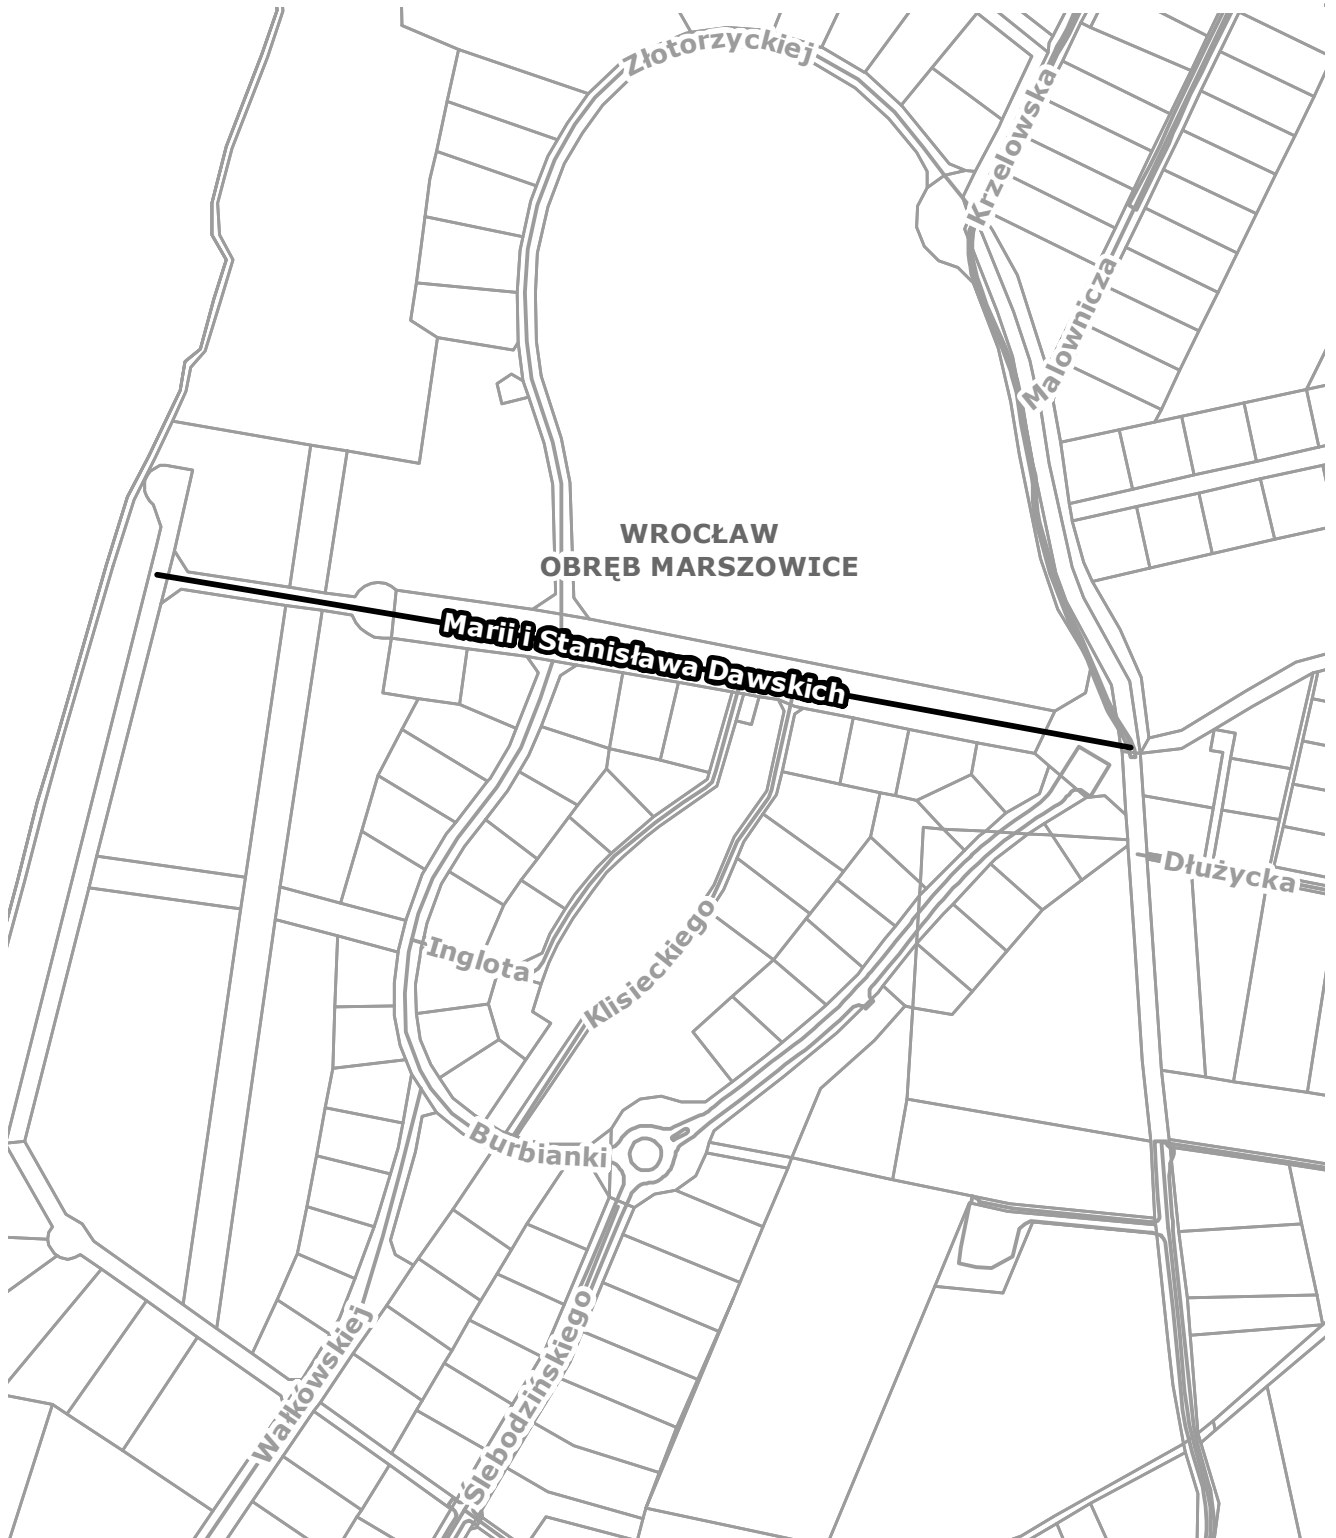 Złotorzyckiej
Krzelowska
Malownicza
WROCŁAW
OBRĘB MARSZOWICE
Marii i Stanisława Dawskich
Dłużycka
Inglota
Klisieckiego
Burbianki
Wałkowskiej
Ślebodzińskiego